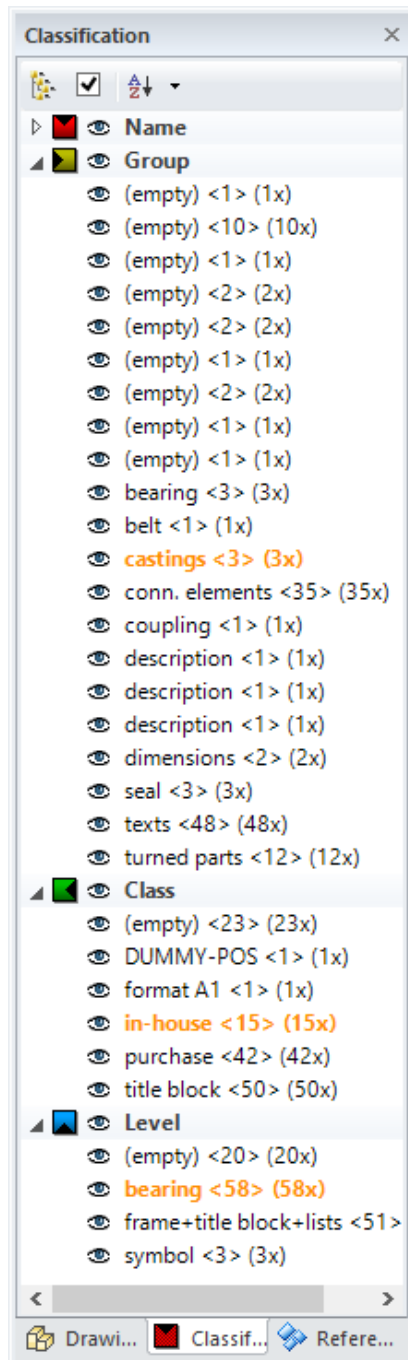 Classification
Name
Group
(empty) <1> (1x)
(empty) <10> (10x)
(empty) <1> (1x)
(empty) <2> (2x)
(empty) <2> (2x)
(empty) <1> (1x)
(empty) <2> (2x)
(empty) <1> (1x)
(empty) <1> (1x)
bearing <3> (3x)
belt <1> (1x)
castings <3> (3x)
conn. elements <35> (35x)
coupling <1> (1x)
description <1> (1x)
description <1> (1x)
description <1> (1x)
dimensions <2> (2x)
seal <3> (3x)
texts <48> (48x)
turned parts <12> (12x)
Class
(empty) <23> (23x)
DUMMY-POS <1> (1x)
format A1 <1> (1x)
in-house <15> (15x)
purchase <42> (42x)
title block <50> (50x)
Level
(empty) <20> (20x)
bearing <58> (58x)
frame+title block+lists <51>
symbol <3> (3x)
Drawi... Classif... Refere...